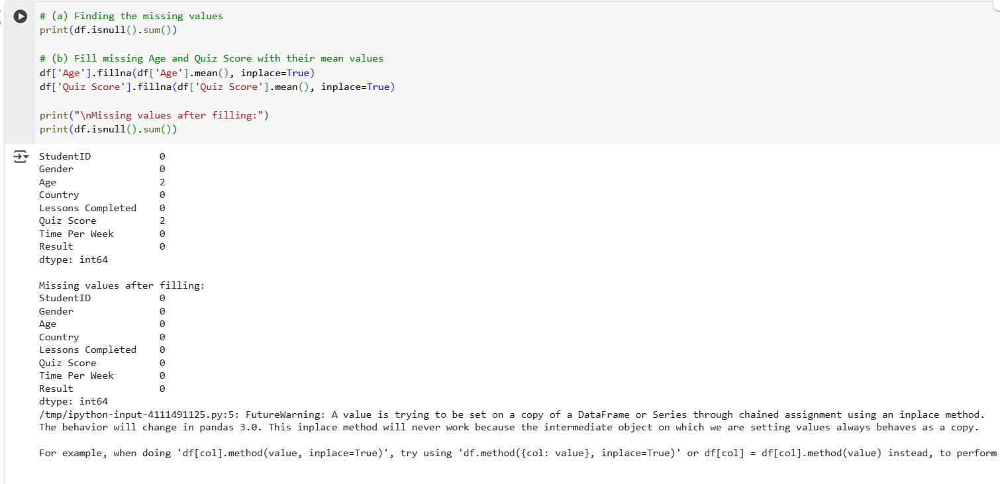 # (a) Finding the missing values
print(df.isnull().sum())
# (b) Fill missing Age and Quiz Score with their mean values
df['Age'].fillna(df['Age'].mean(), inplace=True)
df['Quiz Score'].fillna(df['Quiz Score'].mean(), inplace=True)
print("\nMissing values after filling:")
print(df.isnull().sum())
StudentID 0
Gender 0
Age 2
Country 0
Lessons Completed 0
Quiz Score 2
Time Per Week 0
Result 0
dtype: int64
Missing values after filling:
StudentID 0
Gender 0
Age 0
Country 0
Lessons Completed 0
Quiz Score 0
Time Per Week 0
Result 0
dtype: int64
/tmp/ipython-input-4111491125.py:5: FutureWarning: A value is trying to be set on a copy of a DataFrame or Series through chained assignment using an inplace method.
The behavior will change in pandas 3.0. This inplace method will never work because the intermediate object on which we are setting values always behaves as a copy.
For example, when doing 'df[col].method(value, inplace=True)', try using 'df.method({col: value}, inplace=True)' or df[col] = df[col].method(value) instead, to perform